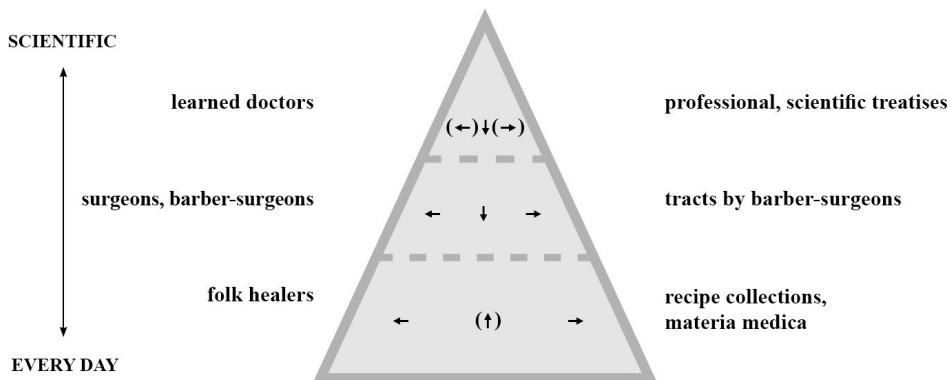 SCIENTIFIC
learned doctors
professional, scientific treatises
(←)↓(→)
surgeons, barber-surgeons
tracts by barber-surgeons
← ↓ →
folk healers
recipe collections,
materia medica
← (↑) →
EVERY DAY